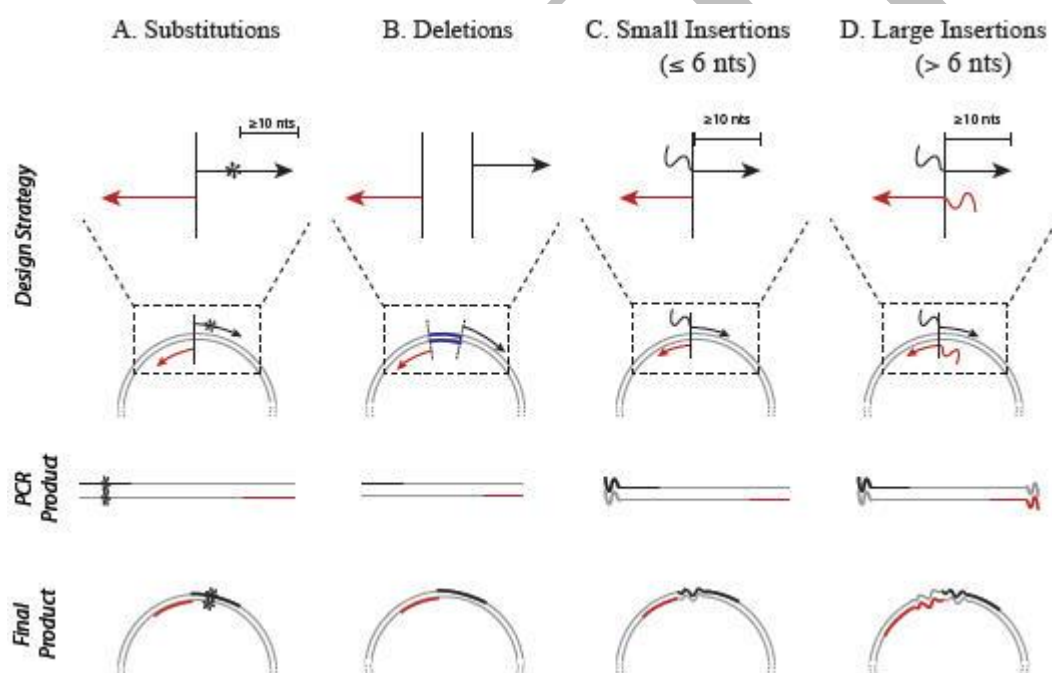 A. Substitutions
B. Deletions
C. Small Insertions
(≤ 6 nts)
D. Large Insertions
(> 6 nts)
Design Strategy
≥10 nts
≥10 nts
≥10 nts
PCR
Product
Final
Product